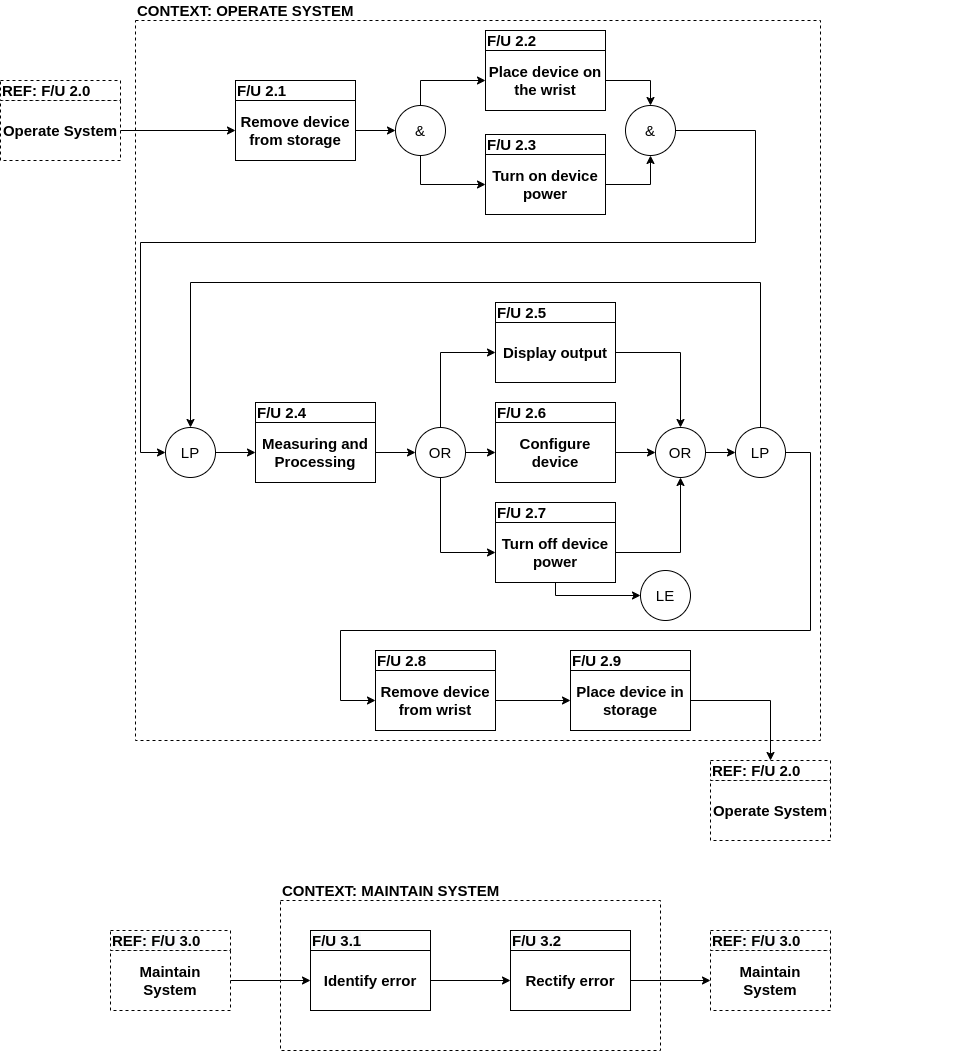 CONTEXT: OPERATE SYSTEM
REF: F/U 2.0
Operate System
F/U 2.1
Remove device
from storage
&
F/U 2.2
Place device on
the wrist
F/U 2.3
Turn on device
power
&
LP
F/U 2.4
Measuring and
Processing
OR
F/U 2.5
Display output
F/U 2.6
Configure
device
F/U 2.7
Turn off device
power
OR
LP
LE
F/U 2.8
Remove device
from wrist
F/U 2.9
Place device in
storage
REF: F/U 2.0
Operate System
CONTEXT: MAINTAIN SYSTEM
REF: F/U 3.0
Maintain
System
F/U 3.1
Identify error
F/U 3.2
Rectify error
REF: F/U 3.0
Maintain
System